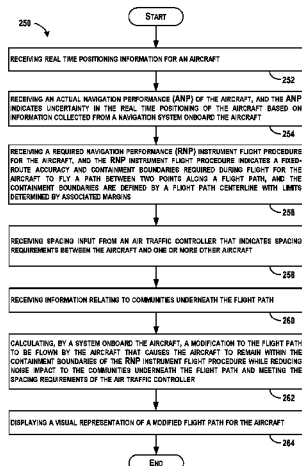 START
250
RECEIVING REAL TIME POSITIONING INFORMATION FOR AN AIRCRAFT
252
RECEIVING AN ACTUAL NAVIGATION PERFORMANCE (ANP) OF THE AIRCRAFT, AND THE ANP
INDICATES UNCERTAINTY IN THE REAL TIME POSITIONING OF THE AIRCRAFT BASED ON
INFORMATION COLLECTED FROM A NAVIGATION SYSTEM ONBOARD THE AIRCRAFT
254
RECEIVING A REQUIRED NAVIGATION PERFORMANCE (RNP) INSTRUMENT FLIGHT PROCEDURE
FOR THE AIRCRAFT, AND THE RNP INSTRUMENT FLIGHT PROCEDURE INDICATES A FIXED-
ROUTE ACCURACY AND CONTAINMENT BOUNDARIES REQUIRED DURING FLIGHT FOR THE
AIRCRAFT TO FLY A PATH BETWEEN TWO POINTS ALONG A FLIGHT PATH, AND THE
CONTAINMENT BOUNDARIES ARE DEFINED BY A FLIGHT PATH CENTERLINE WITH LIMITS
DETERMINED BY ASSOCIATED MARGINS
256
RECEIVING SPACING INPUT FROM AN AIR TRAFFIC CONTROLLER THAT INDICATES SPACING
REQUIREMENTS BETWEEN THE AIRCRAFT AND ONE OR MORE OTHER AIRCRAFT
258
RECEIVING INFORMATION RELATING TO COMMUNITIES UNDERNEATH THE FLIGHT PATH
260
CALCULATING, BY A SYSTEM ONBOARD THE AIRCRAFT, A MODIFICATION TO THE FLIGHT PATH
TO BE FLOWN BY THE AIRCRAFT THAT CAUSES THE AIRCRAFT TO REMAIN WITHIN THE
CONTAINMENT BOUNDARIES OF THE RNP INSTRUMENT FLIGHT PROCEDURE WHILE REDUCING
NOISE IMPACT TO THE COMMUNITIES UNDERNEATH THE FLIGHT PATH AND MEETING THE
SPACING REQUIREMENTS OF THE AIR TRAFFIC CONTROLLER
262
DISPLAYING A VISUAL REPRESENTATION OF A MODIFIED FLIGHT PATH FOR THE AIRCRAFT
264
END